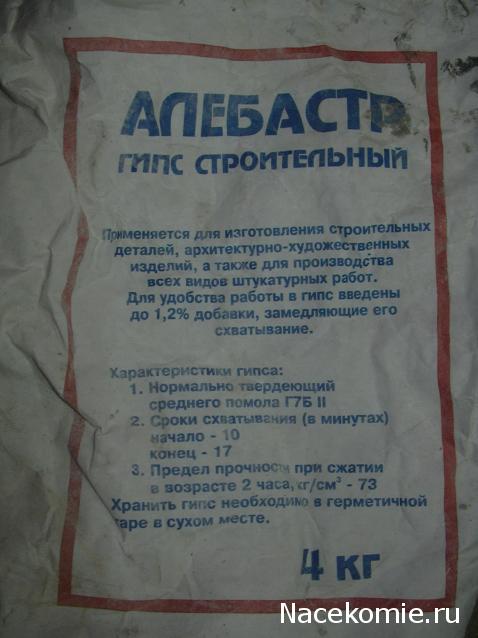 АЛЕБАСТР
ГИПС СТРОИТЕЛЬНЫЙ
Применяется для изготовления строительных
деталей, архитектурно-художественных
изделий, а также для производства
всех видов штукатурных работ.
Для удобства работы в гипс введены
до 1,2% добавки, замедляющие его
схватывание.
Характеристики гипса:
1. Нормально твердеющий
среднего помола Г7Б II
2. Сроки схватывания (в минутах)
начало - 10
конец - 17
3. Предел прочности при сжатии
в возрасте 2 часа, кг/см³ - 73
Хранить гипс необходимо в герметичной
таре в сухом месте.
4 КГ
Nacekomie.ru